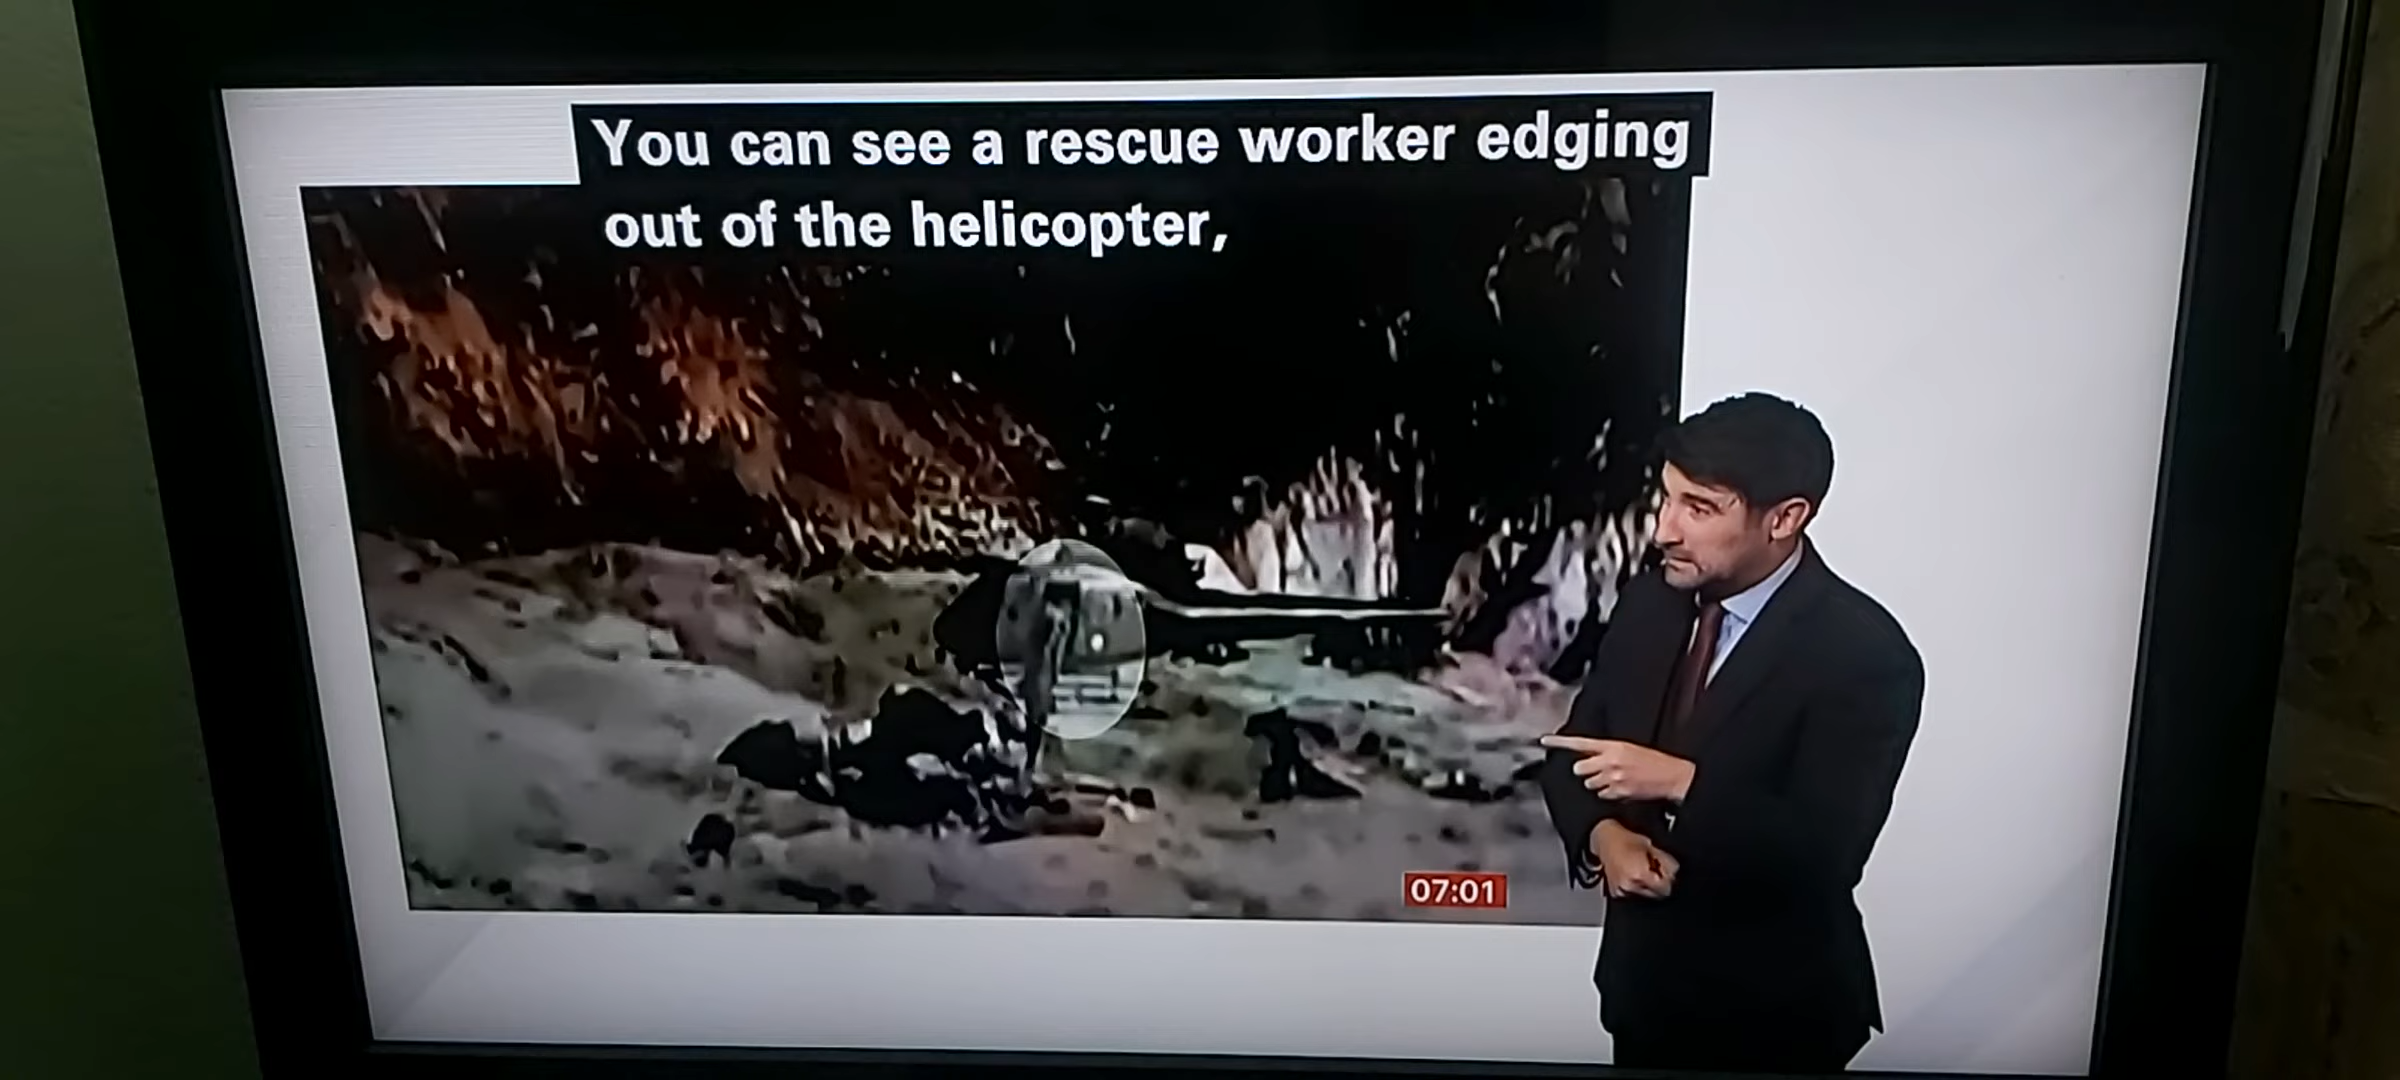 You can see a rescue worker edging
out of the helicopter,
07:01